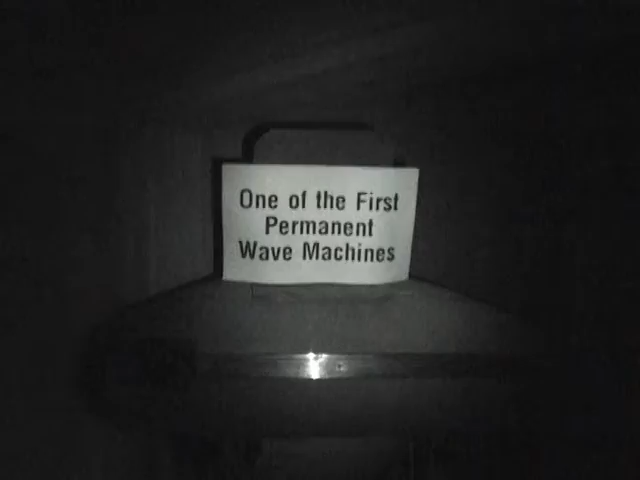 One of the First
Permanent
Wave Machines